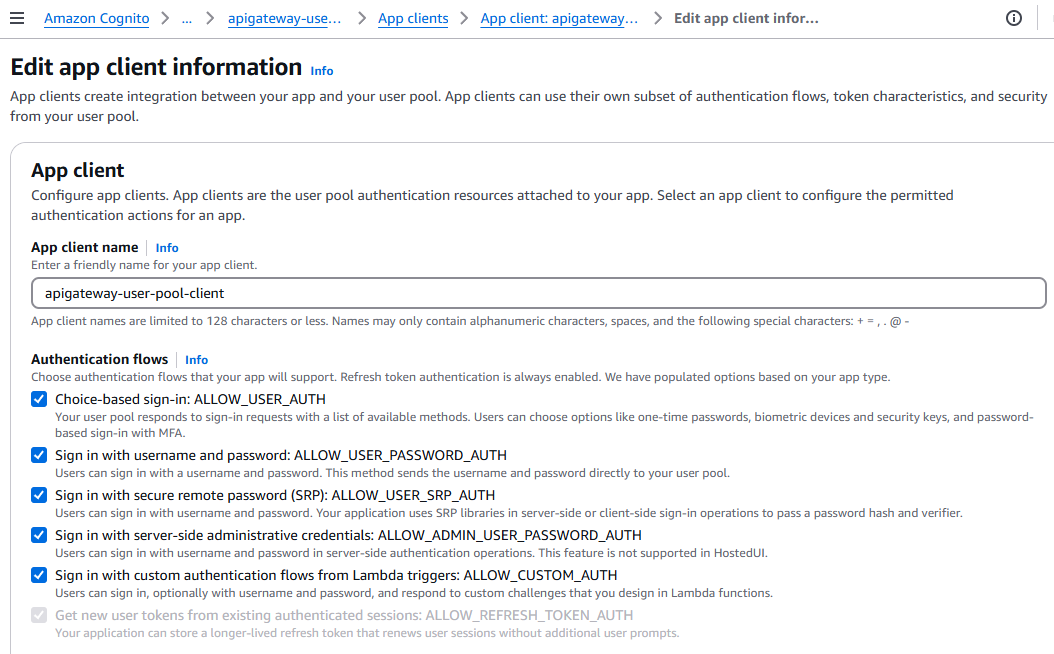 Amazon Cognito > ... > apigateway-use... > App clients > App client: apigateway... > Edit app client infor...
Edit app client information Info
App clients create integration between your app and your user pool. App clients can use their own subset of authentication flows, token characteristics, and security
from your user pool.
App client
Configure app clients. App clients are the user pool authentication resources attached to your app. Select an app client to configure the permitted
authentication actions for an app.
App client name Info
Enter a friendly name for your app client.
apigateway-user-pool-client
App client names are limited to 128 characters or less. Names may only contain alphanumeric characters, spaces, and the following special characters: + = , . @ -
Authentication flows Info
Choose authentication flows that your app will support. Refresh token authentication is always enabled. We have populated options based on your app type.
Choice-based sign-in: ALLOW_USER_AUTH
Your user pool responds to sign-in requests with a list of available methods. Users can choose options like one-time passwords, biometric devices and security keys, and password-
based sign-in with MFA.
Sign in with username and password: ALLOW_USER_PASSWORD_AUTH
Users can sign in with a username and password. This method sends the username and password directly to your user pool.
Sign in with secure remote password (SRP): ALLOW_USER_SRP_AUTH
Users can sign in with username and password. Your application uses SRP libraries in server-side or client-side sign-in operations to pass a password hash and verifier.
Sign in with server-side administrative credentials: ALLOW_ADMIN_USER_PASSWORD_AUTH
Users can sign in with username and password in server-side authentication operations. This feature is not supported in HostedUI.
Sign in with custom authentication flows from Lambda triggers: ALLOW_CUSTOM_AUTH
Users can sign in, optionally with username and password, and respond to custom challenges that you design in Lambda functions.
Get new user tokens from existing authenticated sessions: ALLOW_REFRESH_TOKEN_AUTH
Your application can store a longer-lived refresh token that renews user sessions without additional user prompts.